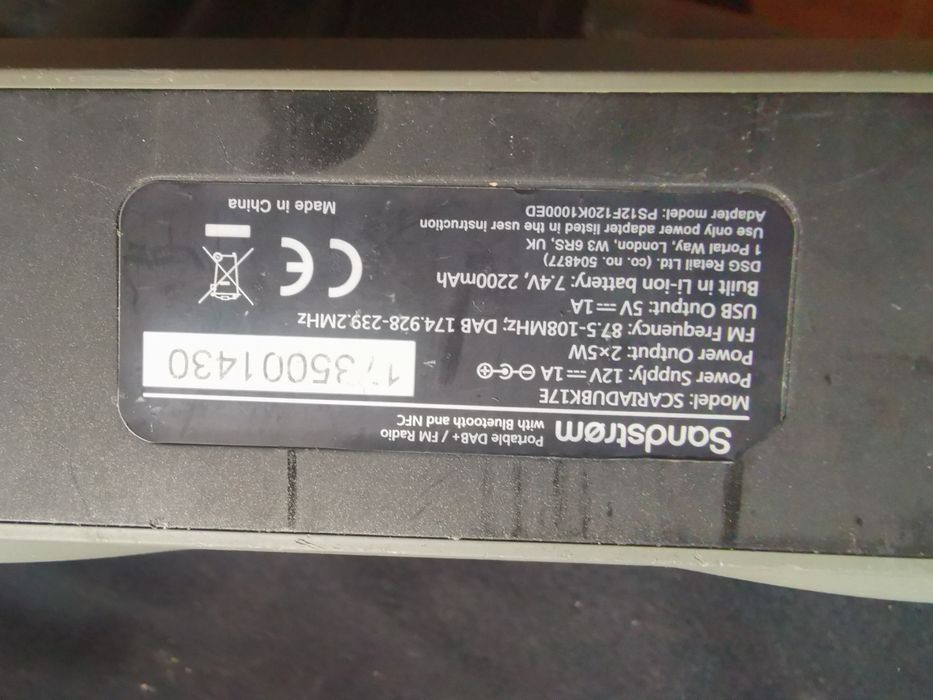 Sandstrøm
Portable DAB+ / FM Radio
with Bluetooth and NFC
Model: SCARIADUBK17E
Power Supply: 12V ⎓ 1A
Power Output: 2×5W
FM Frequency: 87.5-108MHz; DAB 174.928-239.2MHz
USB Output: 5V ⎓ 1A
Built in Li-ion battery: 7.4V, 2200mAh
DSG Retail Ltd. (co. no. 504877)
1 Portal Way, London, W3 6RS, UK
Use only power adapter listed in the user instruction
Adapter model: PS12F120K1000ED
1735001430
CE
Made in China